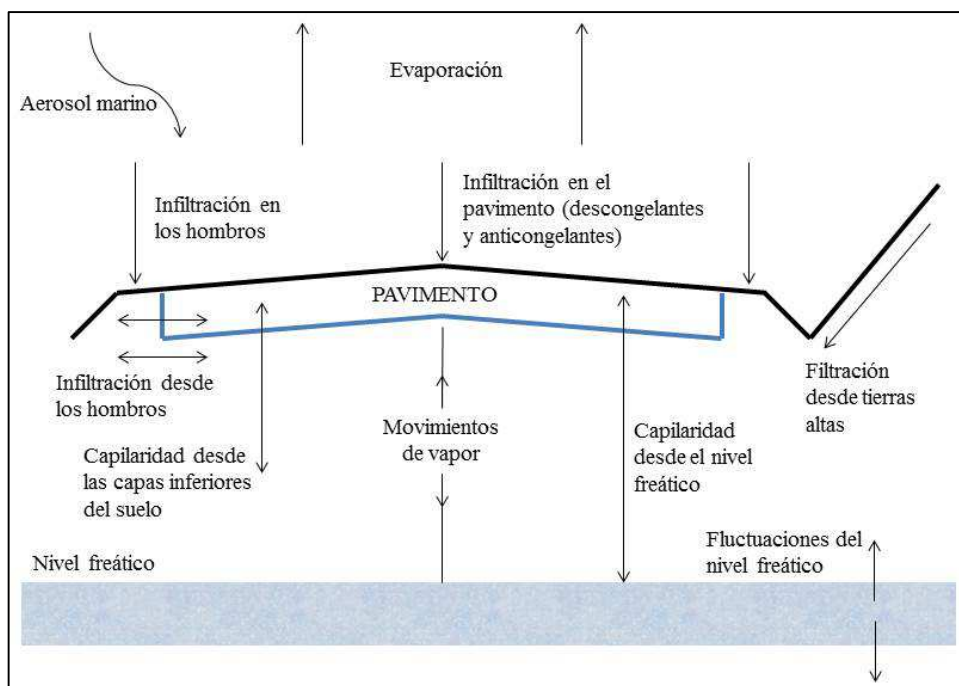 Evaporación
Aerosol marino
Infiltración en
los hombros
Infiltración en el
pavimento (descongelantes
y anticongelantes)
PAVIMENTO
Infiltración desde
los hombros
Filtración
desde tierras
altas
Movimientos
de vapor
Capilaridad
desde el nivel
freático
Capilaridad desde
las capas inferiores
del suelo
Nivel freático
Fluctuaciones del
nivel freático